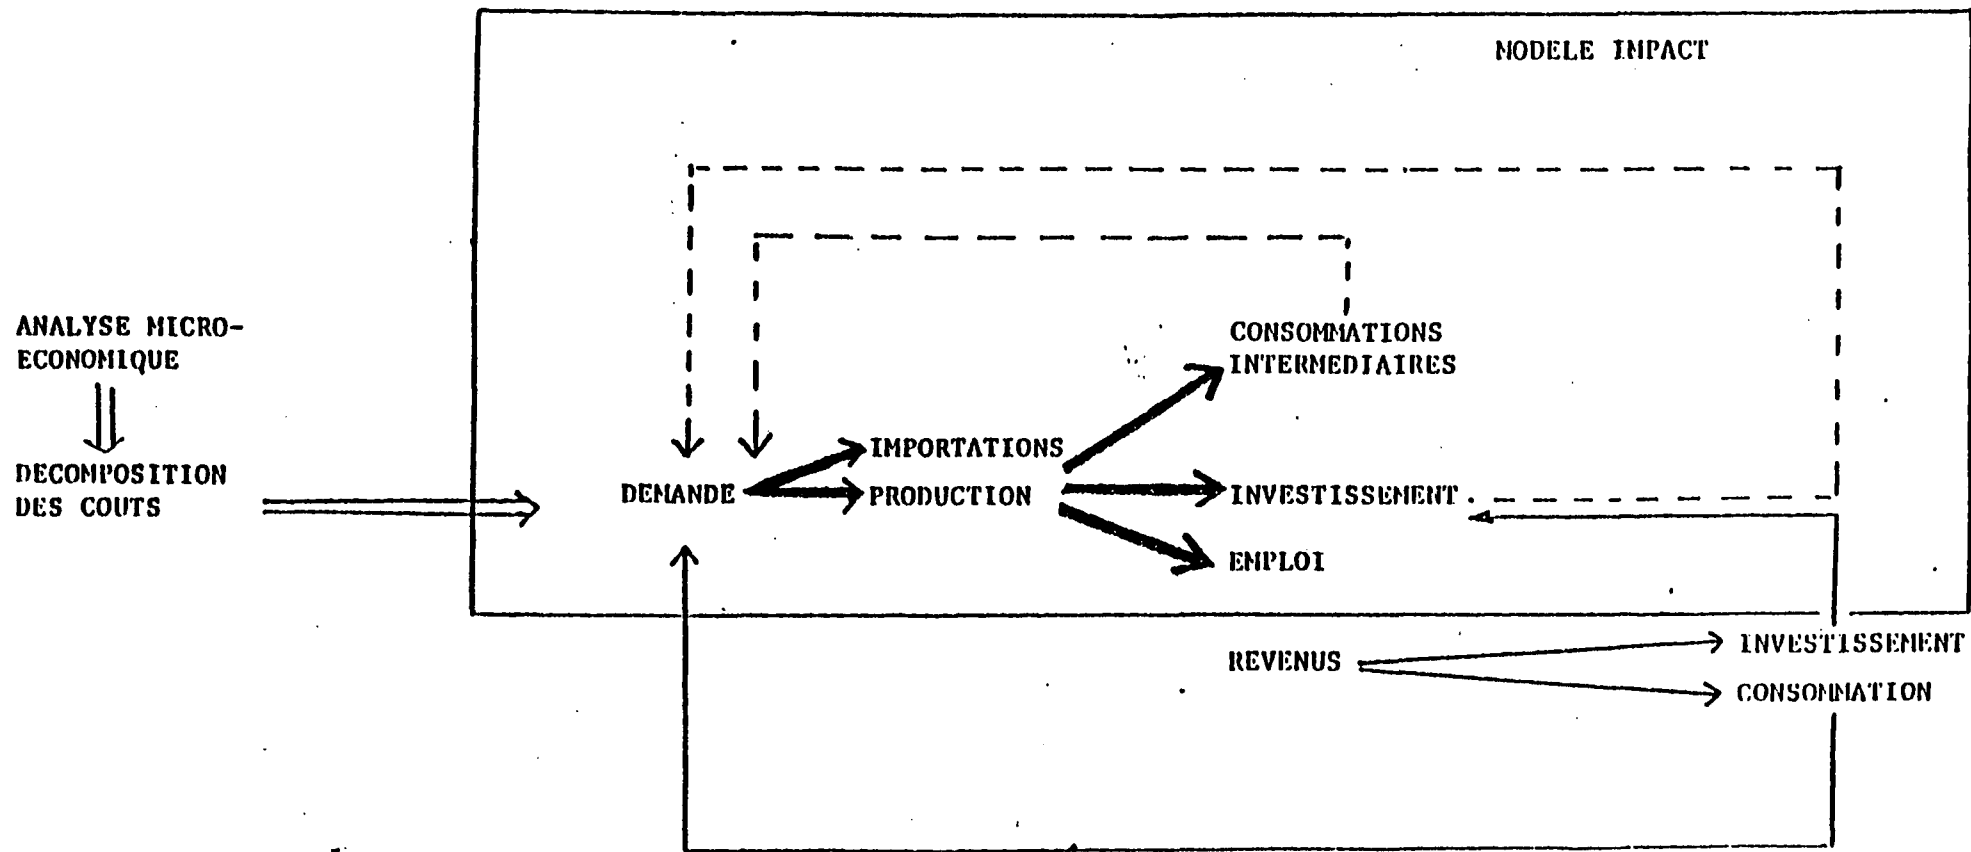 MODELE IMPACT
ANALYSE MICRO-
ECONOMIQUE
DECOMPOSITION
DES COUTS
DEMANDE
IMPORTATIONS
PRODUCTION
CONSOMMATIONS
INTERMEDIAIRES
INVESTISSEMENT
EMPLOI
REVENUS
INVESTISSEMENT
CONSOMMATION